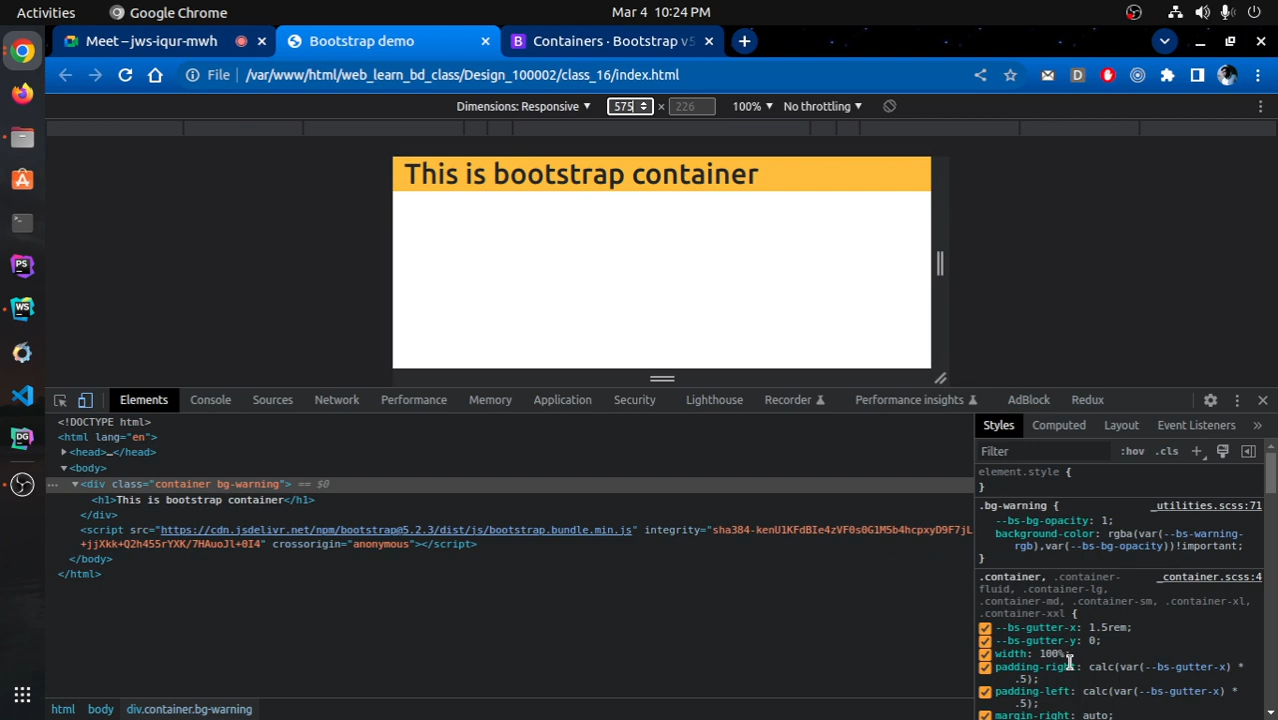 Activities Google Chrome Mar 4 10:24 PM
Meet – jws-iqur-mwh Bootstrap demo Containers · Bootstrap v5
File /var/www/html/web_learn_bd_class/Design_100002/class_16/index.html
Dimensions: Responsive 575 × 226 100% No throttling
This is bootstrap container
Elements Console Sources Network Performance Memory Application Security Lighthouse Recorder Performance insights AdBlock Redux
<!DOCTYPE html>
<html lang="en">
<head>…</head>
<body>
<div class="container bg-warning"> == $0
<h1>This is bootstrap container</h1>
</div>
<script src="https://cdn.jsdelivr.net/npm/bootstrap@5.2.3/dist/js/bootstrap.bundle.min.js" integrity="sha384-kenU1KFdBIe4zVF0s0G1M5b4hcpxyD9F7jL
+jjXkk+Q2h455rYXK/7HAuoJl+0I4" crossorigin="anonymous"></script>
</body>
</html>
html body div.container.bg-warning
Styles Computed Layout Event Listeners
Filter :hov .cls
element.style {
}
.bg-warning { _utilities.scss:71
--bs-bg-opacity: 1;
background-color: rgba(var(--bs-warning-
rgb),var(--bs-bg-opacity))!important;
}
.container, .container- _container.scss:4
fluid, .container-lg,
.container-md, .container-sm, .container-xl,
.container-xxl {
--bs-gutter-x: 1.5rem;
--bs-gutter-y: 0;
width: 100%;
padding-right: calc(var(--bs-gutter-x) *
.5);
padding-left: calc(var(--bs-gutter-x) *
.5);
margin-right: auto;